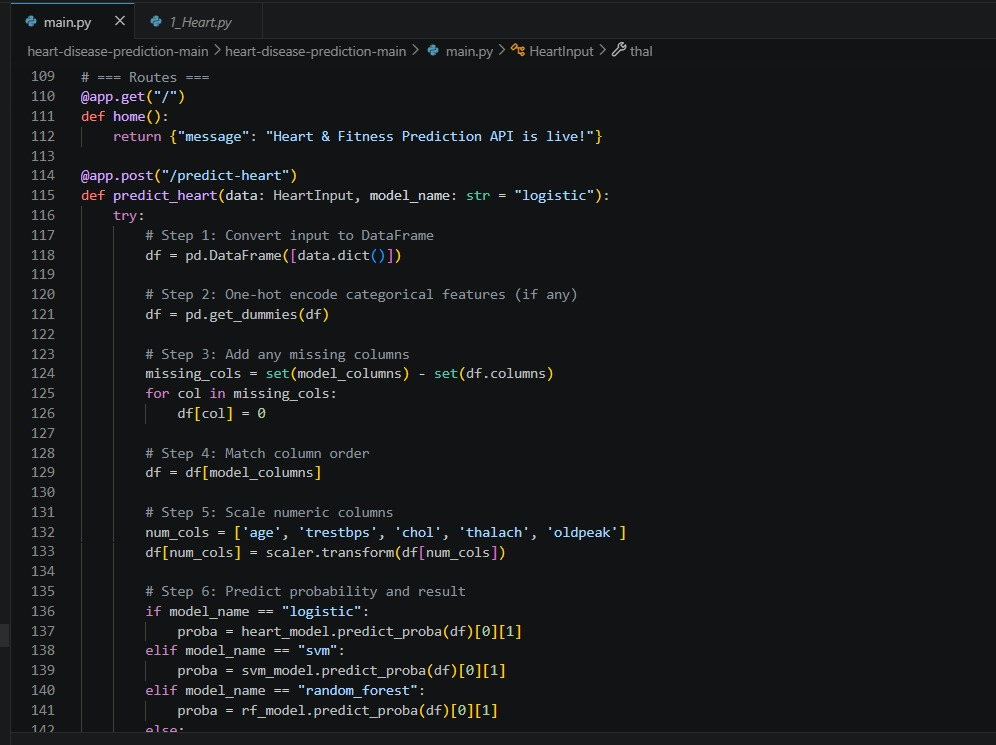 main.py
1_Heart.py
heart-disease-prediction-main > heart-disease-prediction-main > main.py > HeartInput > thal
109 # === Routes ===
110 @app.get("/")
111 def home():
112     return {"message": "Heart & Fitness Prediction API is live!"}
113
114 @app.post("/predict-heart")
115 def predict_heart(data: HeartInput, model_name: str = "logistic"):
116     try:
117         # Step 1: Convert input to DataFrame
118         df = pd.DataFrame([data.dict()])
119
120         # Step 2: One-hot encode categorical features (if any)
121         df = pd.get_dummies(df)
122
123         # Step 3: Add any missing columns
124         missing_cols = set(model_columns) - set(df.columns)
125         for col in missing_cols:
126             df[col] = 0
127
128         # Step 4: Match column order
129         df = df[model_columns]
130
131         # Step 5: Scale numeric columns
132         num_cols = ['age', 'trestbps', 'chol', 'thalach', 'oldpeak']
133         df[num_cols] = scaler.transform(df[num_cols])
134
135         # Step 6: Predict probability and result
136         if model_name == "logistic":
137             proba = heart_model.predict_proba(df)[0][1]
138         elif model_name == "svm":
139             proba = svm_model.predict_proba(df)[0][1]
140         elif model_name == "random_forest":
141             proba = rf_model.predict_proba(df)[0][1]
142         else: